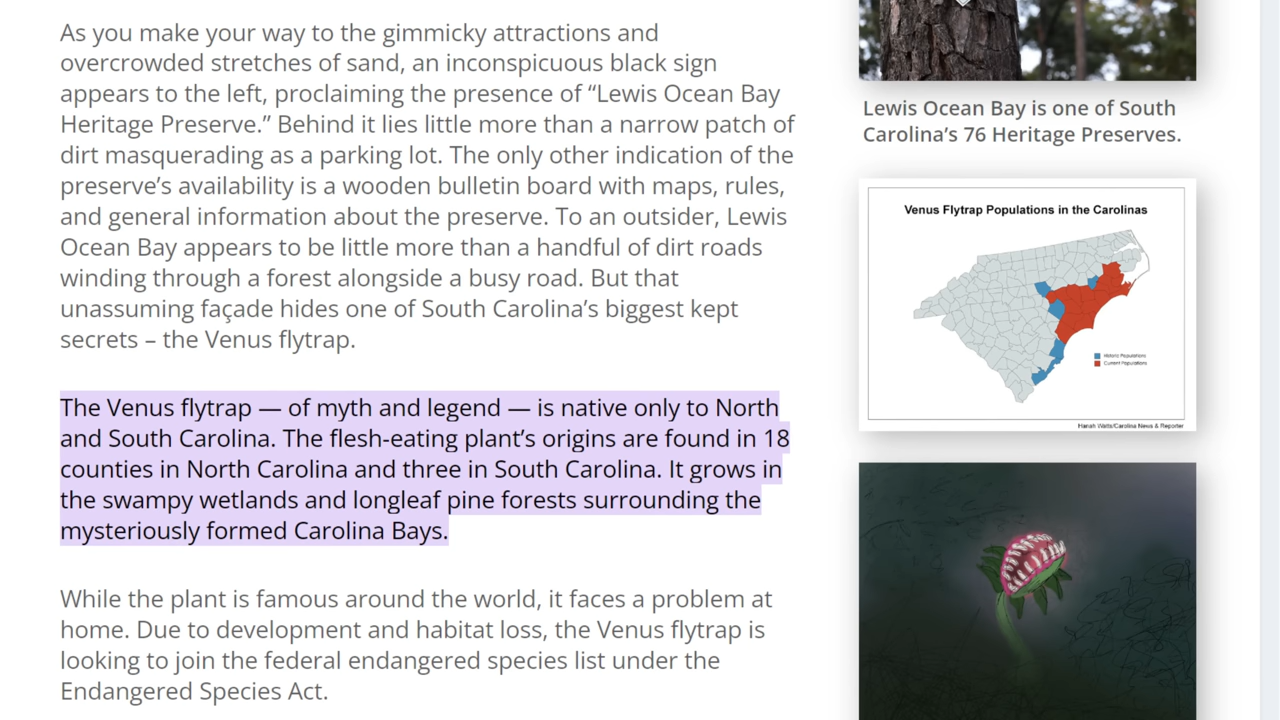 As you make your way to the gimmicky attractions and
overcrowded stretches of sand, an inconspicuous black sign
appears to the left, proclaiming the presence of “Lewis Ocean Bay
Heritage Preserve.” Behind it lies little more than a narrow patch of
dirt masquerading as a parking lot. The only other indication of the
preserve’s availability is a wooden bulletin board with maps, rules,
and general information about the preserve. To an outsider, Lewis
Ocean Bay appears to be little more than a handful of dirt roads
winding through a forest alongside a busy road. But that
unassuming façade hides one of South Carolina’s biggest kept
secrets – the Venus flytrap.
The Venus flytrap — of myth and legend — is native only to North
and South Carolina. The flesh-eating plant’s origins are found in 18
counties in North Carolina and three in South Carolina. It grows in
the swampy wetlands and longleaf pine forests surrounding the
mysteriously formed Carolina Bays.
While the plant is famous around the world, it faces a problem at
home. Due to development and habitat loss, the Venus flytrap is
looking to join the federal endangered species list under the
Endangered Species Act.
Lewis Ocean Bay is one of South
Carolina’s 76 Heritage Preserves.
Venus Flytrap Populations in the Carolinas
Historic Populations
Current Populations
Hanah Watts/Carolina News & Reporter